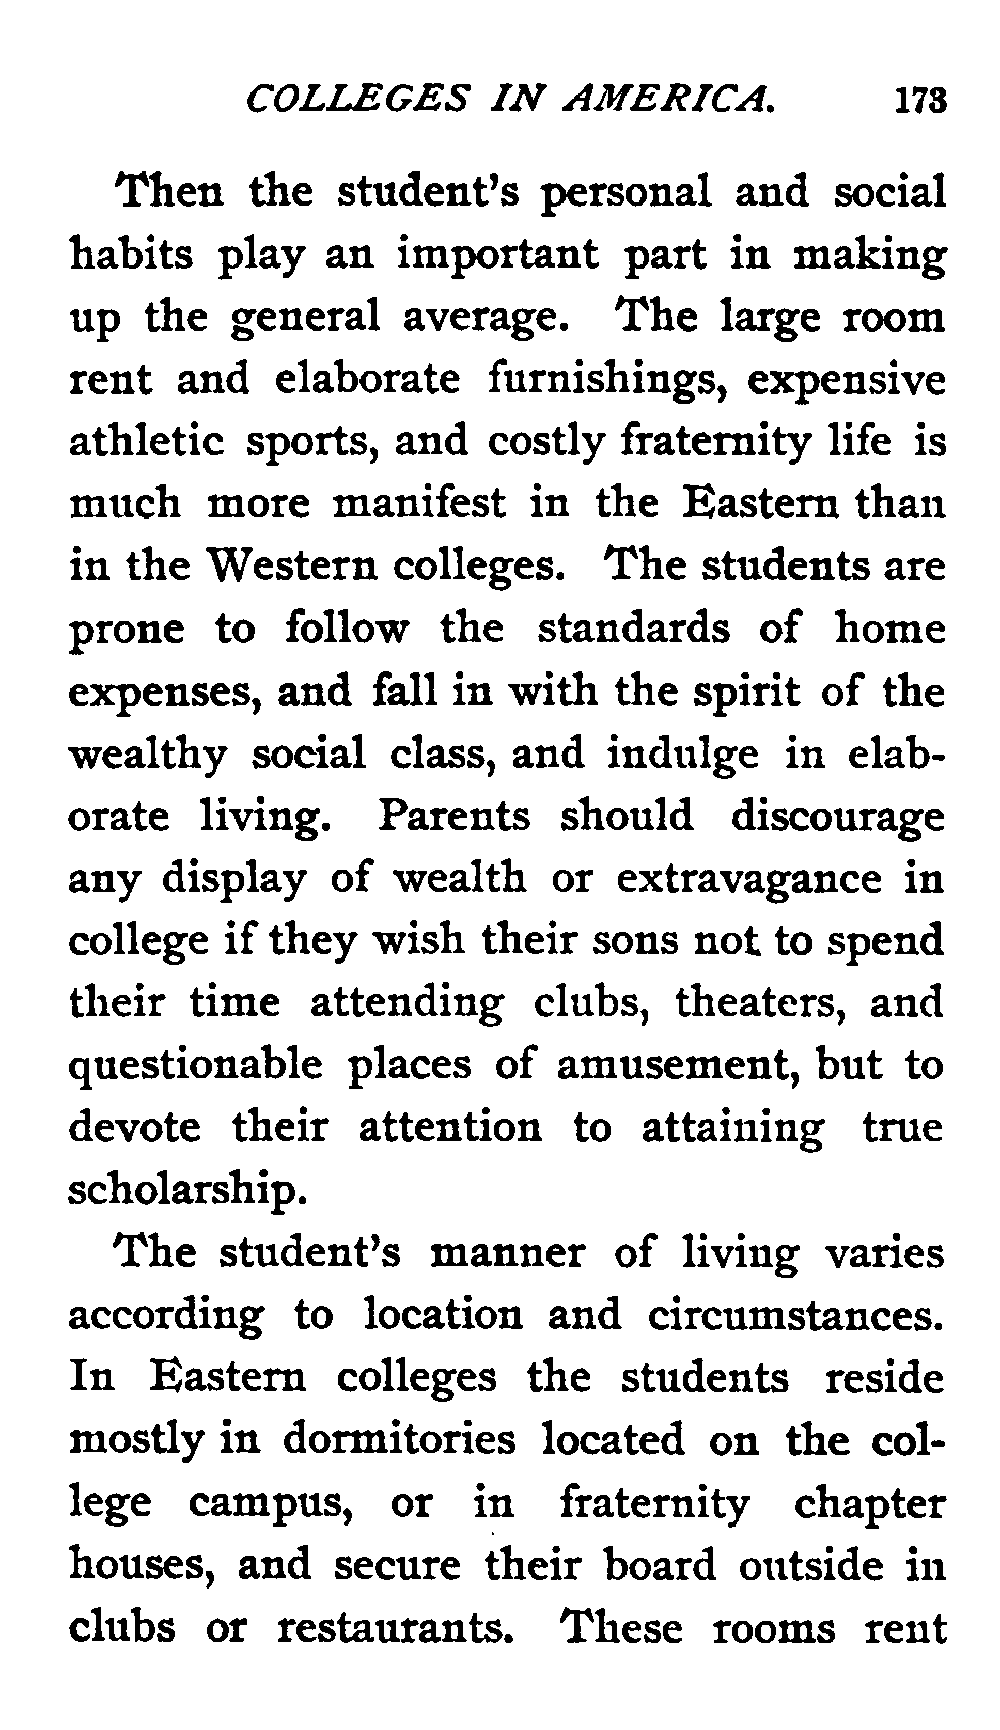 COLLEGES IN AMERICA. 173
Then the student's personal and social
habits play an important part in making
up the general average. The large room
rent and elaborate furnishings, expensive
athletic sports, and costly fraternity life is
much more manifest in the Eastern than
in the Western colleges. The students are
prone to follow the standards of home
expenses, and fall in with the spirit of the
wealthy social class, and indulge in elab-
orate living. Parents should discourage
any display of wealth or extravagance in
college if they wish their sons not to spend
their time attending clubs, theaters, and
questionable places of amusement, but to
devote their attention to attaining true
scholarship.
The student's manner of living varies
according to location and circumstances.
In Eastern colleges the students reside
mostly in dormitories located on the col-
lege campus, or in fraternity chapter
houses, and secure their board outside in
clubs or restaurants. These rooms rent